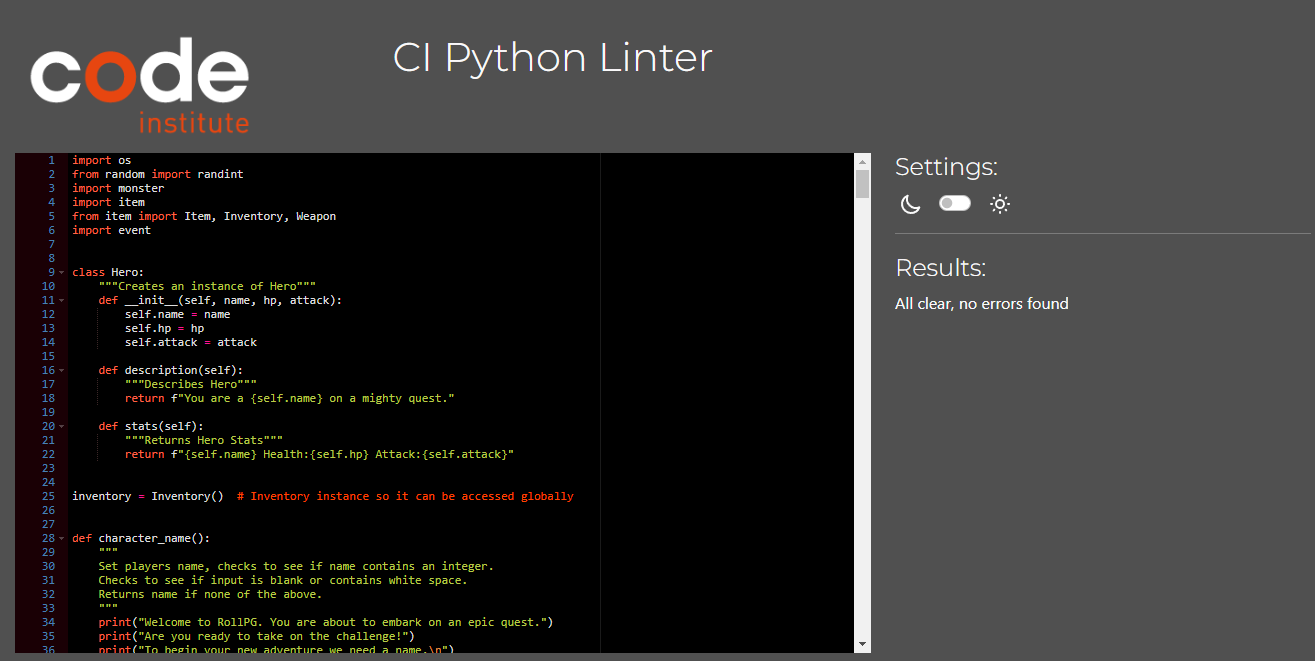 code
institute
CI Python Linter
1 import os
2 from random import randint
3 import monster
4 import item
5 from item import Item, Inventory, Weapon
6 import event
7
8
9 class Hero:
10     """Creates an instance of Hero"""
11     def __init__(self, name, hp, attack):
12         self.name = name
13         self.hp = hp
14         self.attack = attack
15
16     def description(self):
17         """Describes Hero"""
18         return f"You are a {self.name} on a mighty quest."
19
20     def stats(self):
21         """Returns Hero Stats"""
22         return f"{self.name} Health:{self.hp} Attack:{self.attack}"
23
24
25 inventory = Inventory()  # Inventory instance so it can be accessed globally
26
27
28 def character_name():
29     """
30     Set players name, checks to see if name contains an integer.
31     Checks to see if input is blank or contains white space.
32     Returns name if none of the above.
33     """
34     print("Welcome to RollPG. You are about to embark on an epic quest.")
35     print("Are you ready to take on the challenge!")
36     print("To begin your new adventure we need a name.\n")
Settings:
Results:
All clear, no errors found